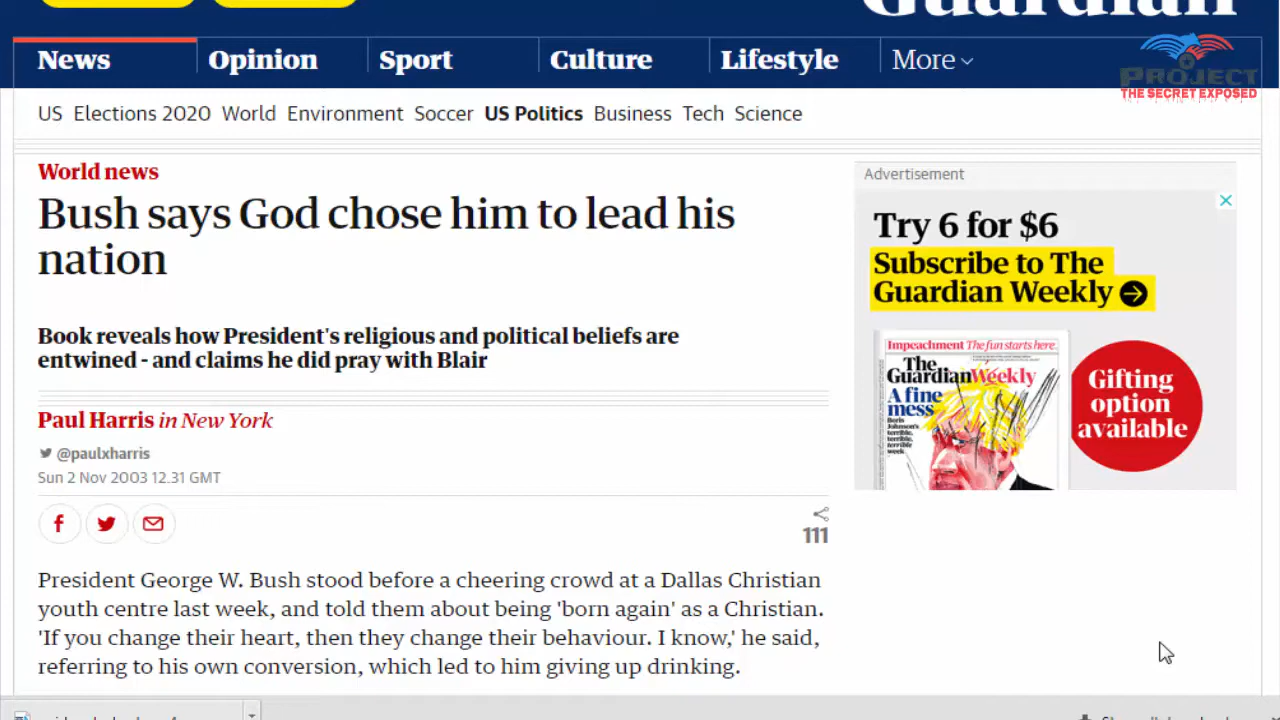 Guardian
PROJECT
THE SECRET EXPOSED
News Opinion Sport Culture Lifestyle More
US Elections 2020 World Environment Soccer US Politics Business Tech Science
World news
Bush says God chose him to lead his
nation
Book reveals how President's religious and political beliefs are
entwined - and claims he did pray with Blair
Paul Harris in New York
@paulxharris
Sun 2 Nov 2003 12.31 GMT
111
President George W. Bush stood before a cheering crowd at a Dallas Christian
youth centre last week, and told them about being 'born again' as a Christian.
'If you change their heart, then they change their behaviour. I know,' he said,
referring to his own conversion, which led to him giving up drinking.
Advertisement
Try 6 for $6
Subscribe to The
Guardian Weekly
Impeachment The fun starts here
The
GuardianWeekly
A fine
mess
Boris
Johnson's
terrible,
terrible,
terrible
week
Gifting
option
available